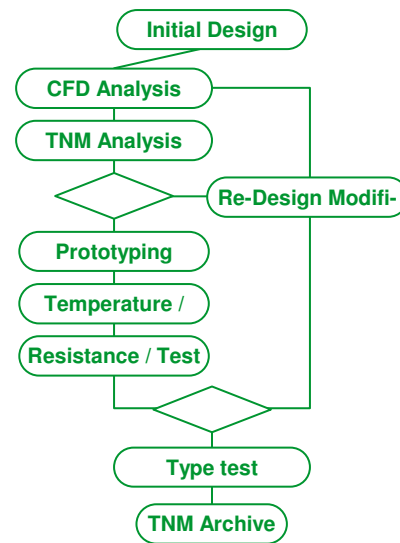 Initial Design
CFD Analysis
TNM Analysis
Re-Design Modifi-
Prototyping
Temperature /
Resistance / Test
Type test
TNM Archive